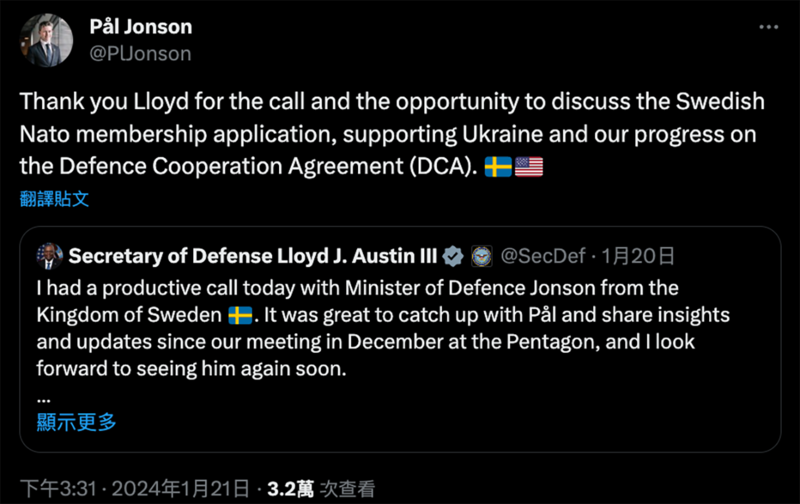 Pål Jonson
@PlJonson
Thank you Lloyd for the call and the opportunity to discuss the Swedish
Nato membership application, supporting Ukraine and our progress on
the Defence Cooperation Agreement (DCA). 🇸🇪🇺🇸
翻譯貼文
Secretary of Defense Lloyd J. Austin III @SecDef · 1月20日
I had a productive call today with Minister of Defence Jonson from the
Kingdom of Sweden 🇸🇪. It was great to catch up with Pål and share insights
and updates since our meeting in December at the Pentagon, and I look
forward to seeing him again soon.
...
顯示更多
下午3:31 · 2024年1月21日 · 3.2萬 次查看